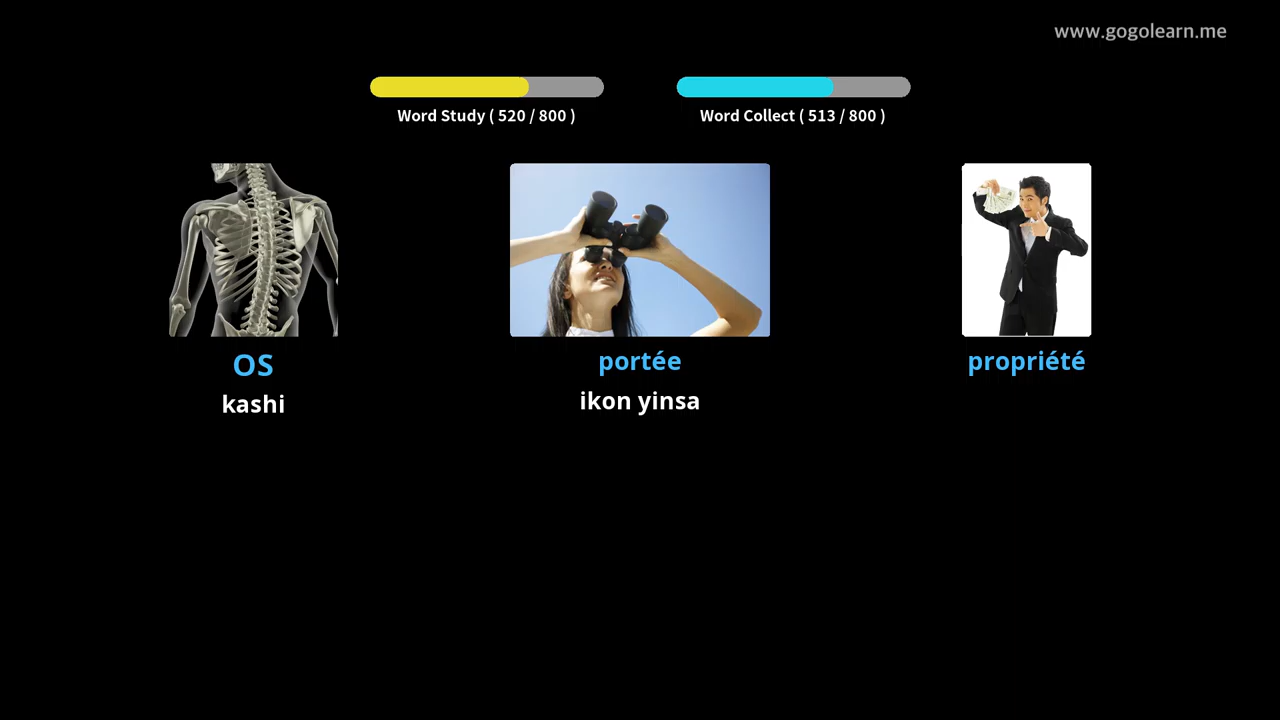 www.gogolearn.me
Word Study ( 520 / 800 )
Word Collect ( 513 / 800 )
OS
kashi
portée
ikon yinsa
propriété